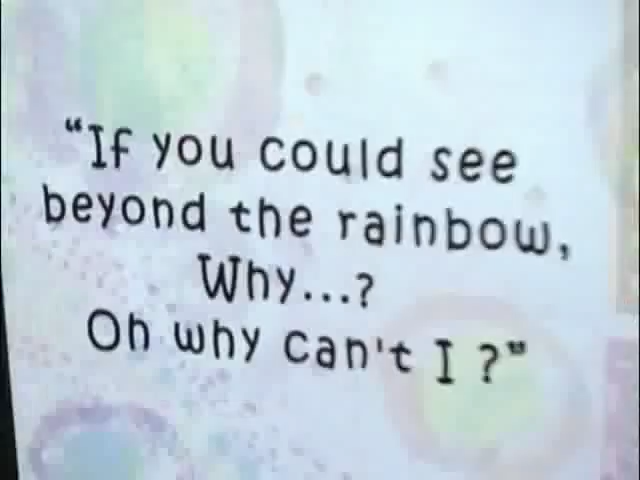 “If you could see
beyond the rainbow,
Why...?
Oh why can't I ?”